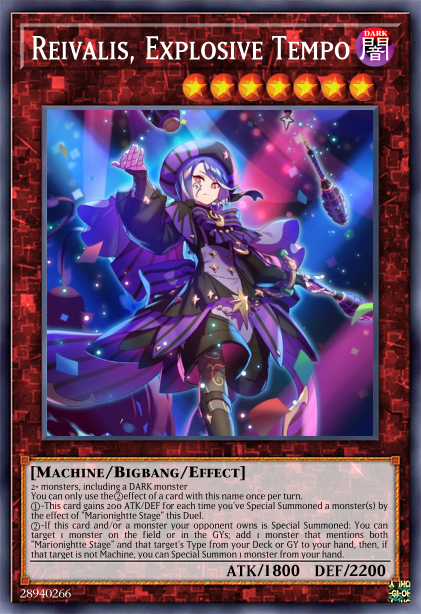 Reivalis, Explosive Tempo
DARK
闇
[Machine/Bigbang/Effect]
2+ monsters, including a DARK monster
You can only use the②effect of a card with this name once per turn.
①-This card gains 200 ATK/DEF for each time you've Special Summoned a monster(s) by
the effect of "Marionightte Stage" this Duel.
②-If this card and/or a monster your opponent owns is Special Summoned: You can
target 1 monster on the field or in the GYs; add 1 monster that mentions both
"Marionightte Stage" and that target's Type from your Deck or GY to your hand, then, if
that target is not Machine, you can Special Summon 1 monster from your hand.
ATK/1800 DEF/2200
28940266